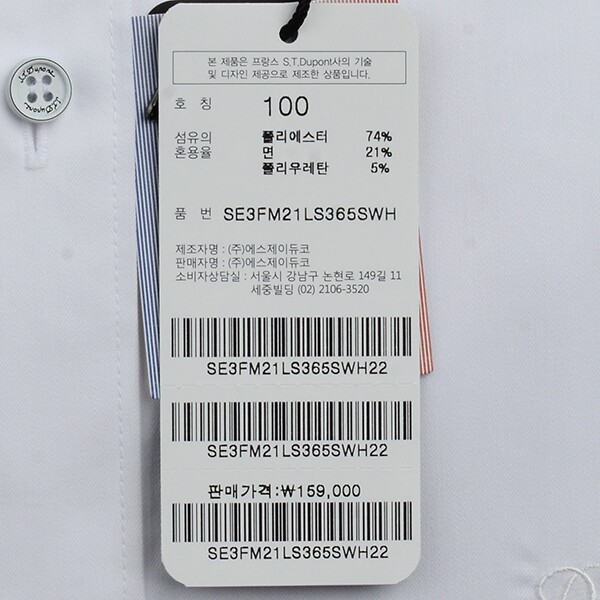 S.T.Dupont
S.T.Dupont
본 제품은 프랑스 S.T.Dupont사의 기술
및 디자인 제공으로 제조한 상품입니다.
호 칭 100
섬유의 폴리에스터 74%
혼용율 면 21%
폴리우레탄 5%
품 번 SE3FM21LS365SWH
제조자명 : (주)에스제이듀코
판매자명 : (주)에스제이듀코
소비자상담실 : 서울시 강남구 논현로 149길 11
세중빌딩 (02) 2106-3520
SE3FM21LS365SWH22
SE3FM21LS365SWH22
판매가격:₩159,000
SE3FM21LS365SWH22